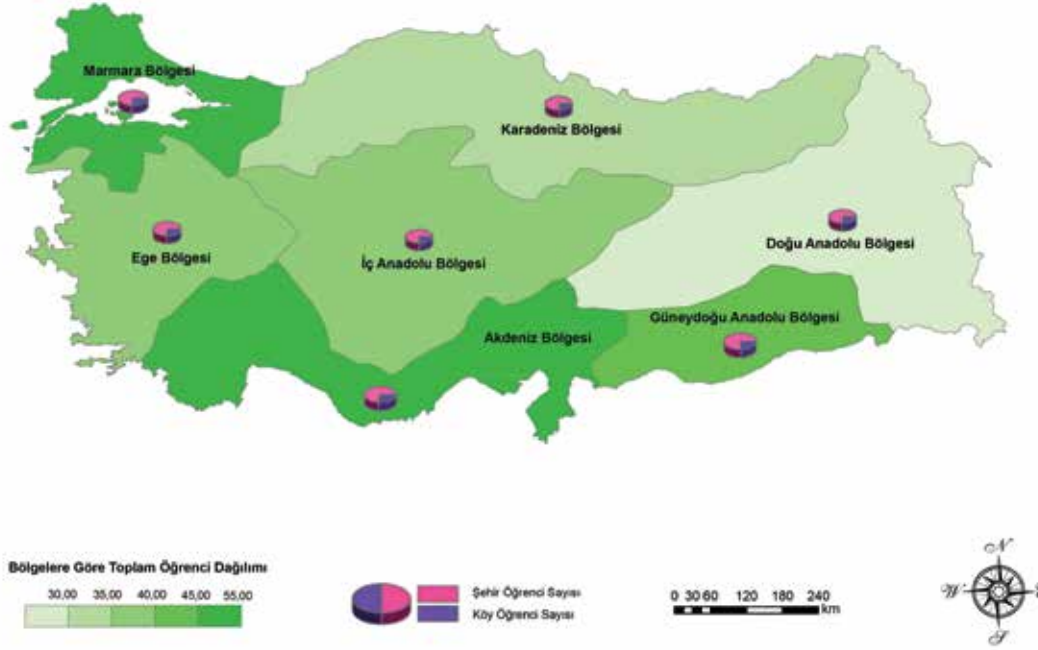 Marmara Bölgesi
Karadeniz Bölgesi
Ege Bölgesi
İç Anadolu Bölgesi
Doğu Anadolu Bölgesi
Güneydoğu Anadolu Bölgesi
Akdeniz Bölgesi
Bölgelere Göre Toplam Öğrenci Dağılımı
30,00 35,00 40,00 45,00 55,00
Şehir Öğrenci Sayısı
Köy Öğrenci Sayısı
0 30 60 120 180 240
km
N
W
S